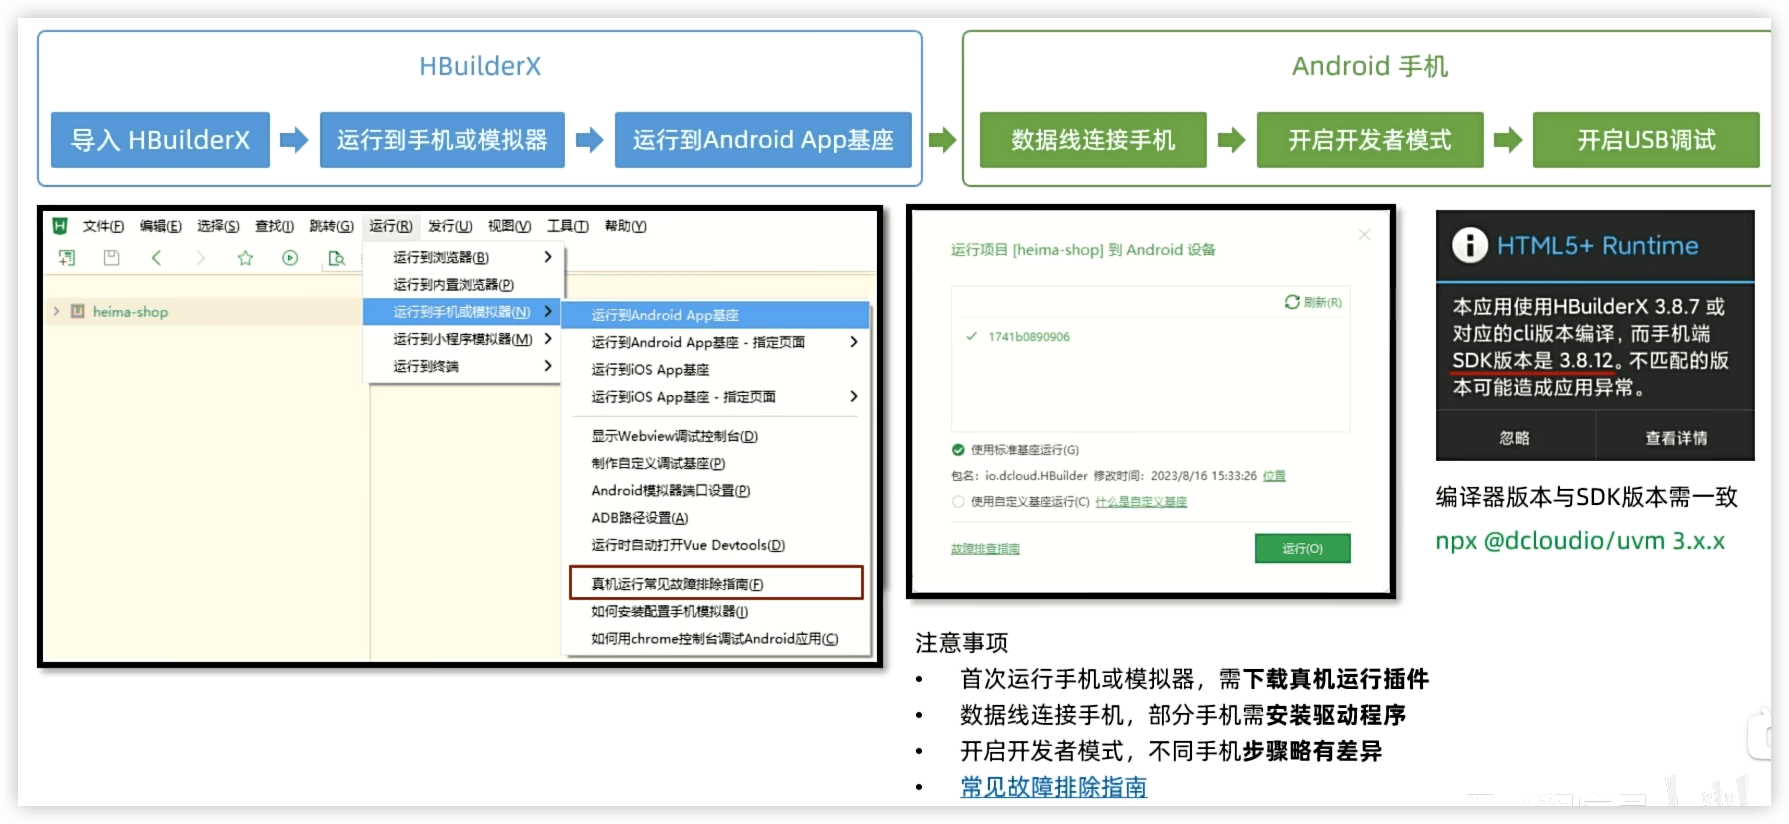 HBuilderX
导入 HBuilderX
运行到手机或模拟器
运行到Android App基座
Android 手机
数据线连接手机
开启开发者模式
开启USB调试
文件(F) 编辑(E) 选择(S) 查找(I) 跳转(G) 运行(R) 发行(U) 视图(V) 工具(T) 帮助(Y)
heima-shop
运行到浏览器(B)
运行到内置浏览器(P)
运行到手机或模拟器(N)
运行到小程序模拟器(M)
运行到终端
运行到Android App基座
运行到Android App基座 - 指定页面
运行到iOS App基座
运行到iOS App基座 - 指定页面
显示Webview调试控制台(D)
制作自定义调试基座(P)
Android模拟器端口设置(P)
ADB路径设置(A)
运行时自动打开Vue Devtools(D)
真机运行常见故障排除指南(F)
如何安装配置手机模拟器(I)
如何用chrome控制台调试Android应用(C)
运行项目 [heima-shop] 到 Android 设备
刷新(R)
1741b0890906
使用标准基座运行(G)
包名：io.dcloud.HBuilder 修改时间：2023/8/16 15:33:26 位置
使用自定义基座运行(C) 什么是自定义基座
故障排查指南
运行(O)
HTML5+ Runtime
本应用使用HBuilderX 3.8.7 或
对应的cli版本编译，而手机端
SDK版本是 3.8.12。不匹配的版
本可能造成应用异常。
忽略
查看详情
编译器版本与SDK版本需一致
npx @dcloudio/uvm 3.x.x
注意事项
• 首次运行手机或模拟器，需下载真机运行插件
• 数据线连接手机，部分手机需安装驱动程序
• 开启开发者模式，不同手机步骤略有差异
• 常见故障排除指南